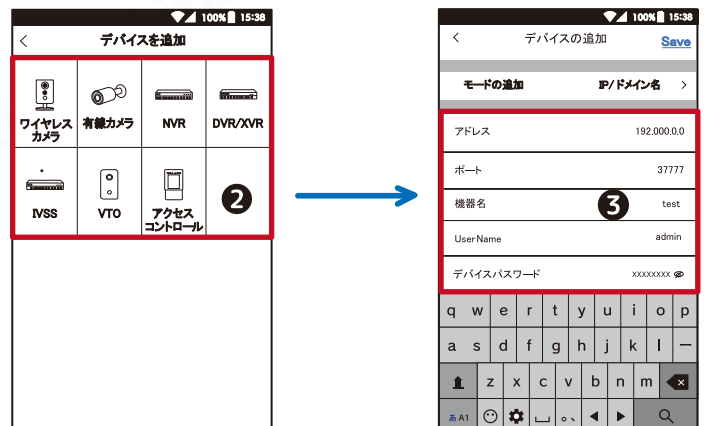 100% 15:38
デバイスを追加
ワイヤレス
カメラ
有線カメラ
NVR
DVR/XVR
IVSS
VTO
アクセス
コントロール
❷
100% 15:38
デバイスの追加
Save
モードの追加 IP/ドメイン名 >
アドレス 192.000.0.0
ポート 37777
機器名 test
❸
UserName admin
デバイスパスワード xxxxxxxx
q w e r t y u i o p
a s d f g h j k l ー
z x c v b n m
あA1 。、